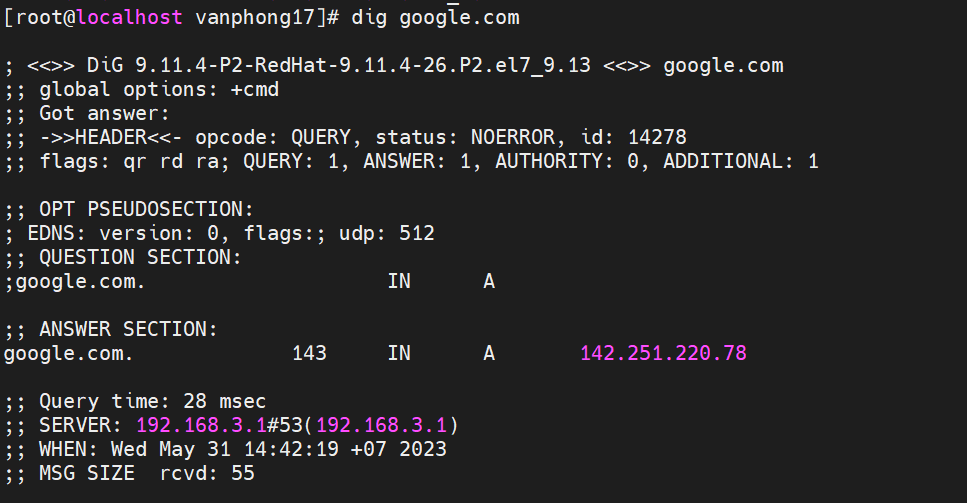 [root@localhost vanphong17]# dig google.com
; <<>> DiG 9.11.4-P2-RedHat-9.11.4-26.P2.el7_9.13 <<>> google.com
;; global options: +cmd
;; Got answer:
;; ->>HEADER<<- opcode: QUERY, status: NOERROR, id: 14278
;; flags: qr rd ra; QUERY: 1, ANSWER: 1, AUTHORITY: 0, ADDITIONAL: 1
;; OPT PSEUDOSECTION:
; EDNS: version: 0, flags:; udp: 512
;; QUESTION SECTION:
;google.com. IN A
;; ANSWER SECTION:
google.com. 143 IN A 142.251.220.78
;; Query time: 28 msec
;; SERVER: 192.168.3.1#53(192.168.3.1)
;; WHEN: Wed May 31 14:42:19 +07 2023
;; MSG SIZE  rcvd: 55